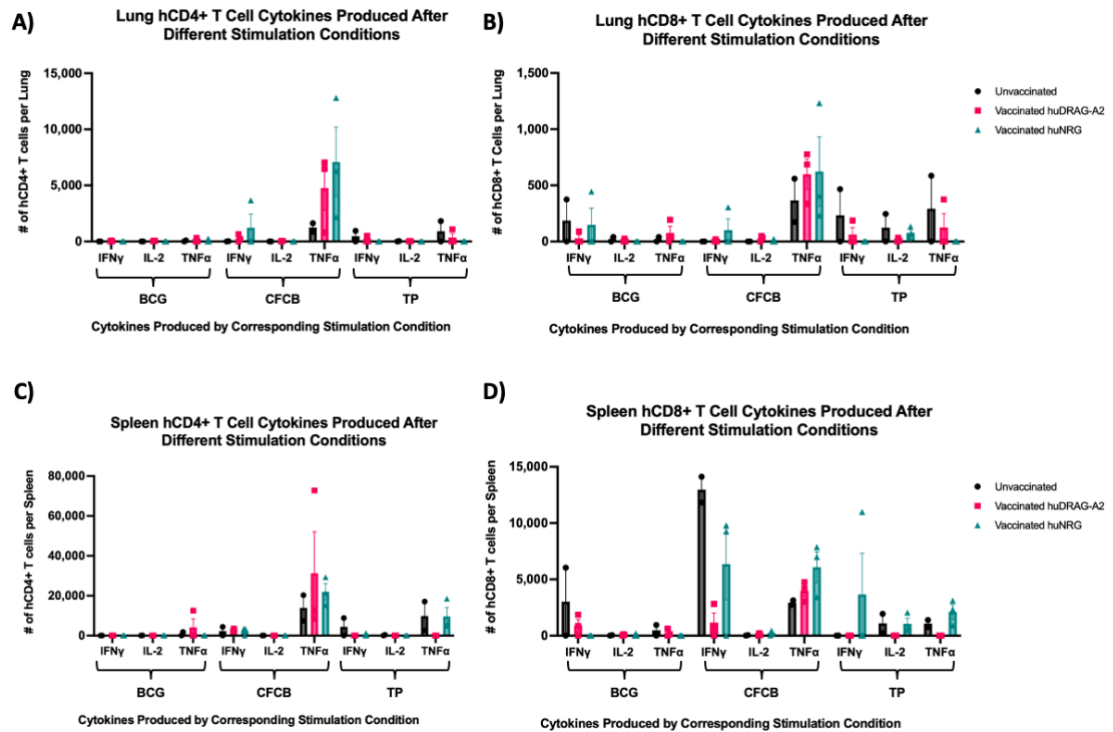 A)
Lung hCD4+ T Cell Cytokines Produced After
Different Stimulation Conditions
# of hCD4+ T cells per Lung
15,000
10,000
5,000
0
IFNγ IL-2 TNFα IFNγ IL-2 TNFα IFNγ IL-2 TNFα
BCG CFCB TP
Cytokines Produced by Corresponding Stimulation Condition
B)
Lung hCD8+ T Cell Cytokines Produced After
Different Stimulation Conditions
# of hCD8+ T Cells per Lung
1,500
1,000
500
0
IFNγ IL-2 TNFα IFNγ IL-2 TNFα IFNγ IL-2 TNFα
BCG CFCB TP
Cytokines Produced by Corresponding Stimulation Condition
Unvaccinated
Vaccinated huDRAG-A2
Vaccinated huNRG
C)
Spleen hCD4+ T Cell Cytokines Produced After
Different Stimulation Conditions
# of hCD4+ T cells per Spleen
80,000
60,000
40,000
20,000
0
IFNγ IL-2 TNFα IFNγ IL-2 TNFα IFNγ IL-2 TNFα
BCG CFCB TP
Cytokines Produced by Corresponding Stimulation Condition
D)
Spleen hCD8+ T Cell Cytokines Produced After
Different Stimulation Conditions
# of hCD8+ T cells per Spleen
15,000
10,000
5,000
0
IFNγ IL-2 TNFα IFNγ IL-2 TNFα IFNγ IL-2 TNFα
BCG CFCB TP
Cytokines Produced by Corresponding Stimulation Condition
Unvaccinated
Vaccinated huDRAG-A2
Vaccinated huNRG